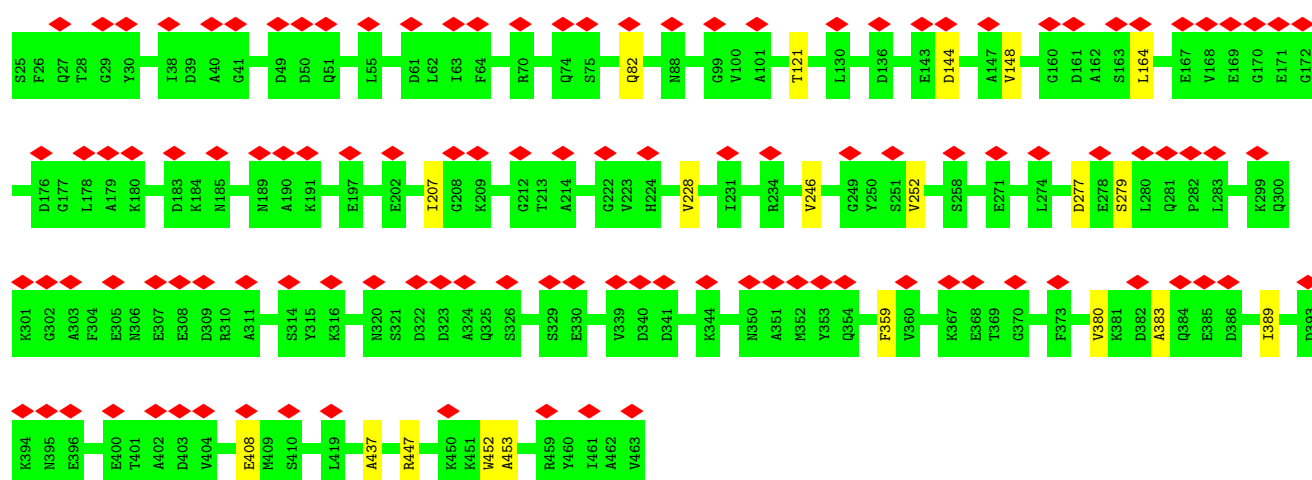 S25 F26 Q27 T28 G29 Y30 I38 D39 A40 G41 D49 D50 Q51 L55 D61 L62 I63 F64 R70 Q74 S75 Q82 N88 G99 V100 A101 T121 L130 D136 E143 D144 A147 V148 G160 D161 A162 S163 L164 E167 V168 E169 G170 E171 G172
D176 G177 L178 A179 K180 D183 K184 N185 N189 A190 K191 E197 E202 I207 G208 K209 G212 T213 A214 G222 V223 H224 V228 I231 R234 V246 G249 Y250 S251 V252 S258 E271 L274 D277 E278 S279 L280 Q281 P282 L283 K299 Q300
K301 G302 A303 F304 E305 N306 E307 E308 D309 R310 A311 S314 Y315 K316 N320 S321 D322 D323 A324 Q325 S326 S329 E330 V339 D340 D341 K344 N350 A351 M352 Y353 Q354 F359 V360 K367 E368 T369 G370 F373 V380 K381 D382 A383 Q384 E385 D386 I389 D393
K394 N395 E396 E400 T401 A402 D403 V404 E408 M409 S410 L419 A437 R447 K450 K451 W452 A453 R459 Y460 I461 A462 V463